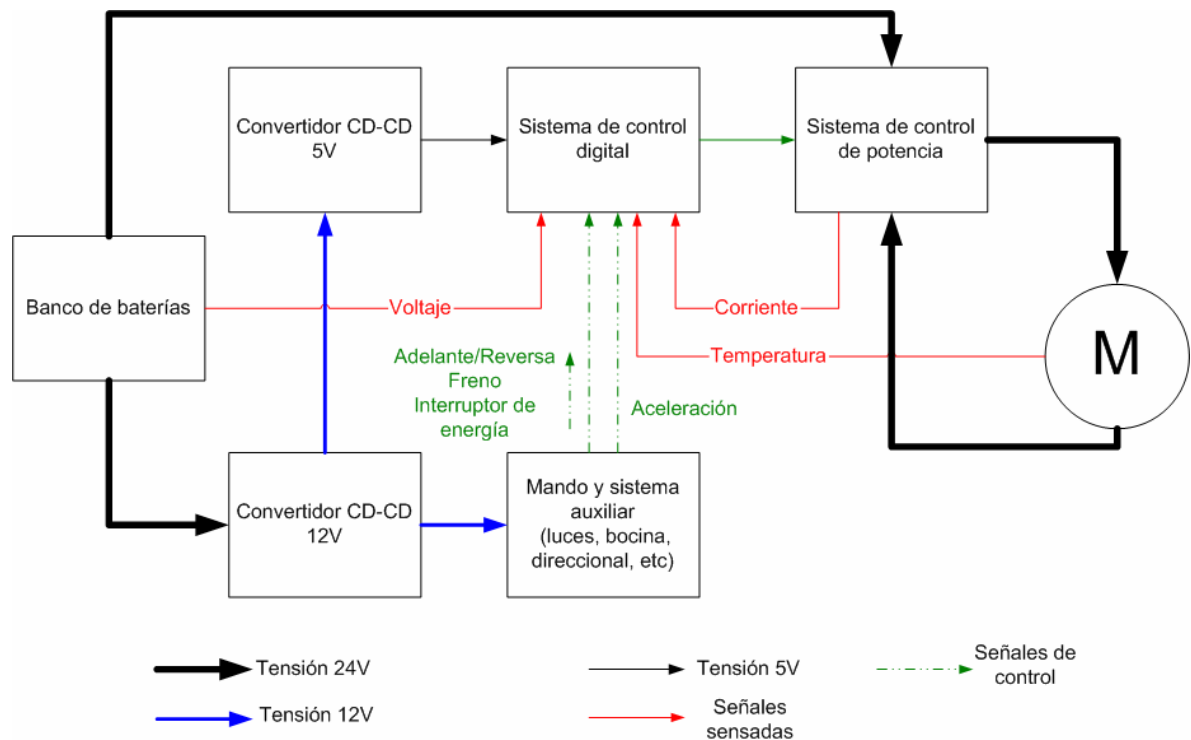 Convertidor CD-CD
5V
Sistema de control
digital
Sistema de control
de potencia
Banco de baterías
Voltaje
Corriente
Temperatura
M
Adelante/Reversa
Freno
Interruptor de
energía
Aceleración
Convertidor CD-CD
12V
Mando y sistema
auxiliar
(luces, bocina,
direccional, etc)
Tensión 24V
Tensión 5V
Señales de
control
Tensión 12V
Señales
sensadas